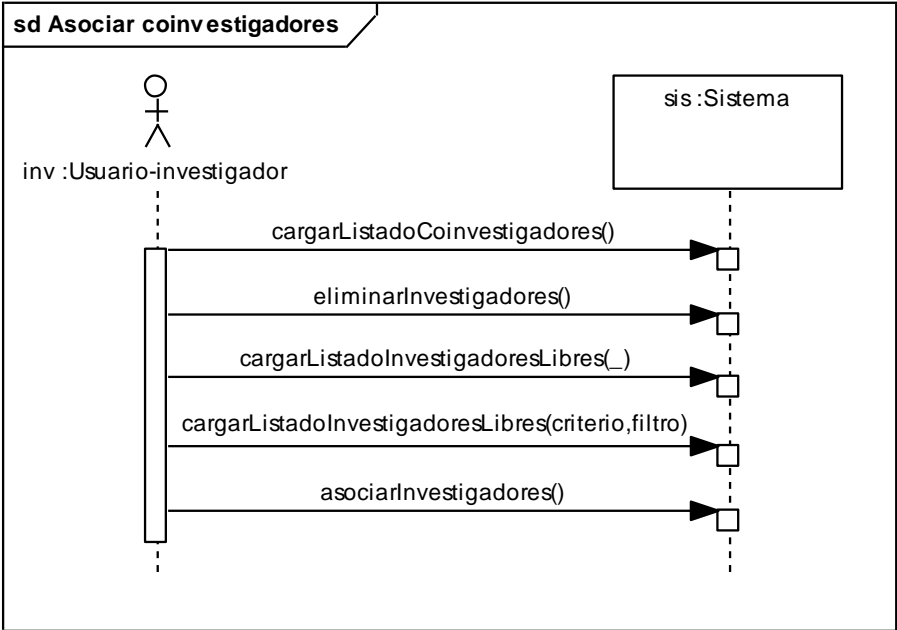 sd Asociar coinvestigadores
inv :Usuario-investigador
sis :Sistema
cargarListadoCoinvestigadores()
eliminarInvestigadores()
cargarListadoInvestigadoresLibres(_)
cargarListadoInvestigadoresLibres(criterio,filtro)
asociarInvestigadores()